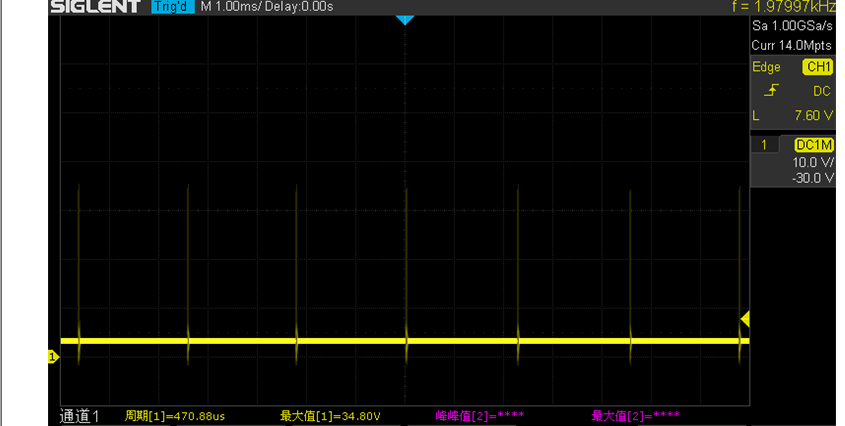 SIGLENT Trig'd M 1.00ms/ Delay:0.00s f = 1.97997kHz
Sa 1.00GSa/s
Curr 14.0Mpts
Edge CH1
DC
L 7.60 V
1 DC1M
10.0 V/
-30.0 V
1
通道1 周期[1]=470.88us 最大值[1]=34.80V 峰峰值[2]=**** 最大值[2]=****